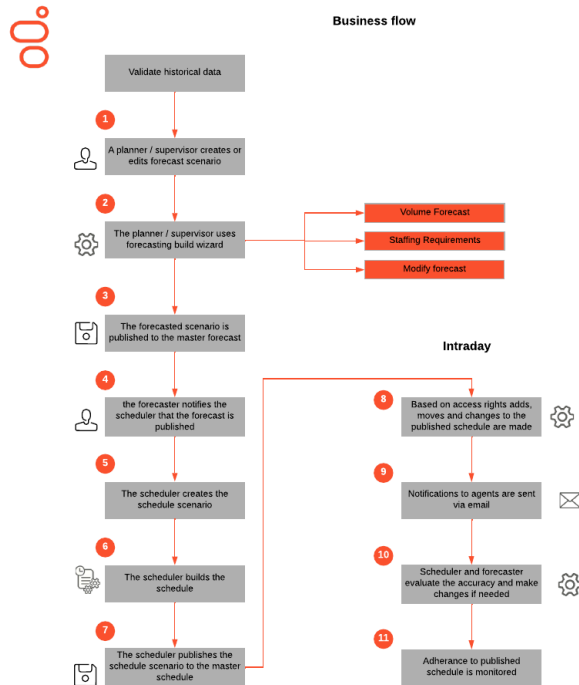 Business flow
Validate historical data
1
A planner / supervisor creates or
edits forecast scenario
2
The planner / supervisor uses
forecasting build wizard
Volume Forecast
Staffing Requirements
Modify forecast
3
The forecasted scenario is
published to the master forecast
4
the forecaster notifies the
scheduler that the forecast is
published
5
The scheduler creates the
schedule scenario
6
The scheduler builds the
schedule
7
The scheduler publishes the
schedule scenario to the master
schedule
Intraday
8
Based on access rights adds,
moves and changes to the
published schedule are made
9
Notifications to agents are sent
via email
10
Scheduler and forecaster
evaluate the accuracy and make
changes if needed
11
Adherance to published
schedule is monitored